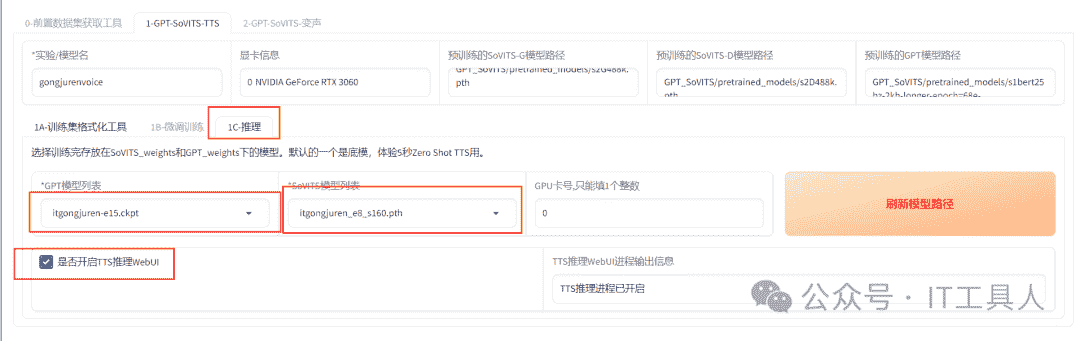 0-前置数据集获取工具
1-GPT-SoVITS-TTS
2-GPT-SoVITS-变声
*实验/模型名
gongjurenvoice
显卡信息
0 NVIDIA GeForce RTX 3060
预训练的SoVITS-G模型路径
GPT_SoVITS/pretrained_models/s2G488k.
pth
预训练的SoVITS-D模型路径
GPT_SoVITS/pretrained_models/s2D488k.
pth
预训练的GPT模型路径
GPT_SoVITS/pretrained_models/s1bert25
hz-2kh-longer-epoch=68e-
1A-训练集格式化工具
1B-微调训练
1C-推理
选择训练完存放在SoVITS_weights和GPT_weights下的模型。默认的一个是底模，体验5秒Zero Shot TTS用。
*GPT模型列表
itgongjuren-e15.ckpt
*SoVITS模型列表
itgongjuren_e8_s160.pth
GPU卡号,只能填1个整数
0
刷新模型路径
是否开启TTS推理WebUI
TTS推理WebUI进程输出信息
TTS推理进程已开启
公众号·IT工具人